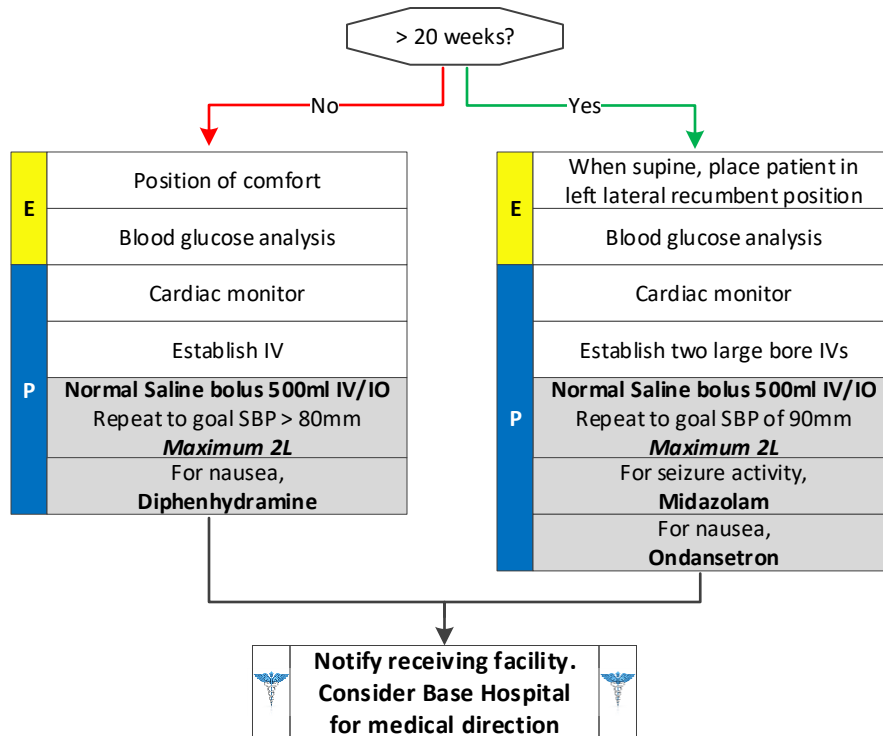 > 20 weeks?
No
Yes
E
Position of comfort
Blood glucose analysis
P
Cardiac monitor
Establish IV
Normal Saline bolus 500ml IV/IO
Repeat to goal SBP > 80mm
Maximum 2L
For nausea,
Diphenhydramine
E
When supine, place patient in
left lateral recumbent position
Blood glucose analysis
P
Cardiac monitor
Establish two large bore IVs
Normal Saline bolus 500ml IV/IO
Repeat to goal SBP of 90mm
Maximum 2L
For seizure activity,
Midazolam
For nausea,
Ondansetron
Notify receiving facility.
Consider Base Hospital
for medical direction